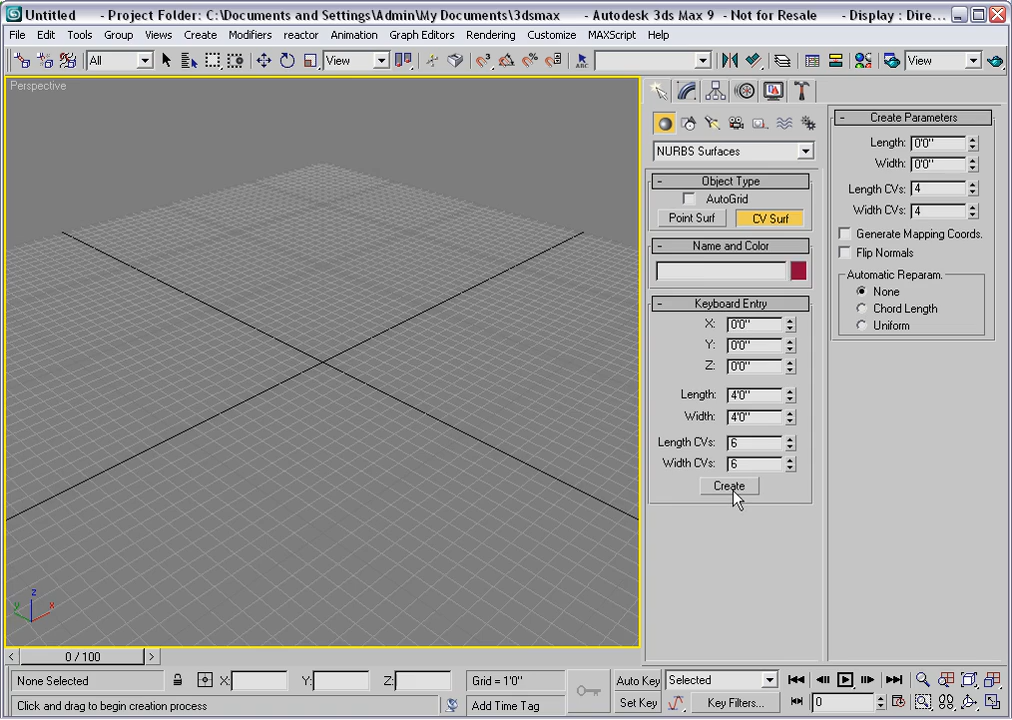 Untitled - Project Folder: C:\Documents and Settings\Admin\My Documents\3dsmax - Autodesk 3ds Max 9 - Not for Resale - Display : Dire...
File Edit Tools Group Views Create Modifiers reactor Animation Graph Editors Rendering Customize MAXScript Help
All View View
Perspective
NURBS Surfaces
- Object Type
AutoGrid
Point Surf CV Surf
- Name and Color
- Keyboard Entry
X: 0'0"
Y: 0'0"
Z: 0'0"
Length: 4'0"
Width: 4'0"
Length CVs: 6
Width CVs: 6
Create
- Create Parameters
Length: 0'0"
Width: 0'0"
Length CVs: 4
Width CVs: 4
Generate Mapping Coords.
Flip Normals
Automatic Reparam.
None
Chord Length
Uniform
z
y x
< 0 / 100 >
None Selected X: Y: Z: Grid = 1'0" Auto Key Selected
Click and drag to begin creation process Add Time Tag Set Key Key Filters... 0